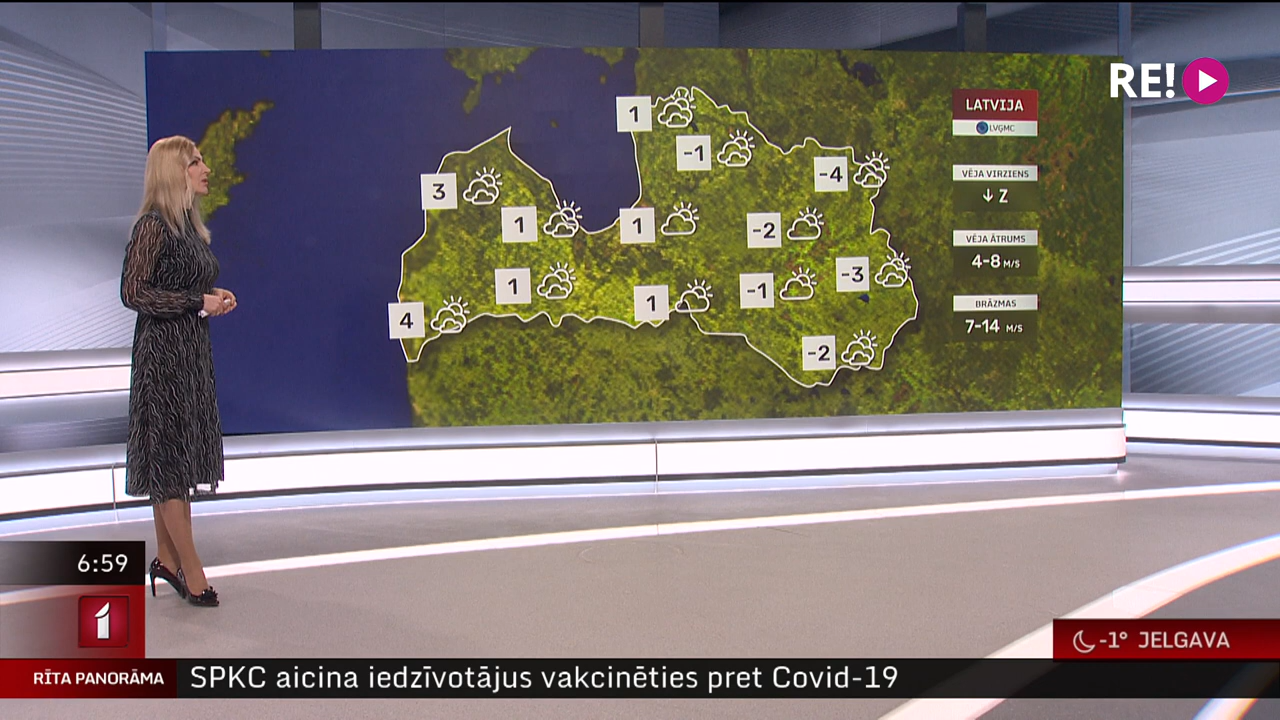 RE!
LATVIJA
LVĢMC
VĒJA VIRZIENS
Z
VĒJA ĀTRUMS
4-8 M/S
BRĀZMAS
7-14 M/S
1
-1
-4
3
1
1
-2
1
1
-1
-3
4
-2
6:59
1
-1° JELGAVA
RĪTA PANORĀMA
SPKC aicina iedzīvotājus vakcinēties pret Covid-19